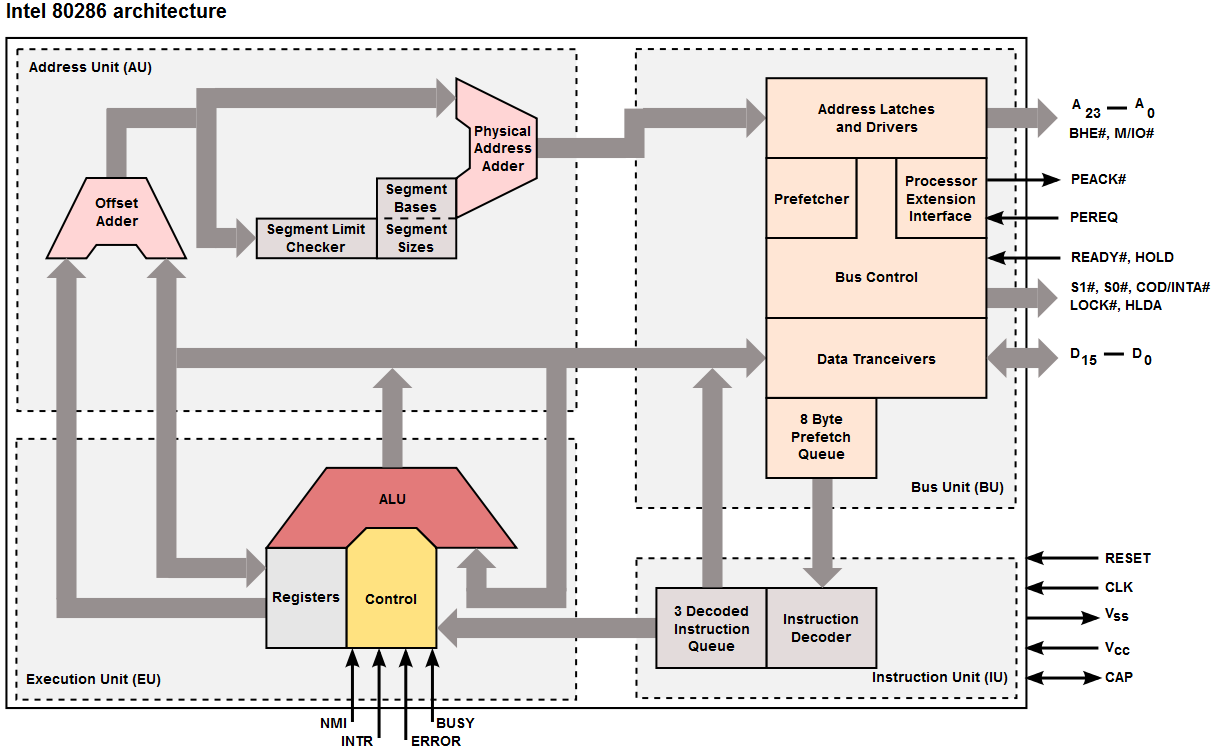 Intel 80286 architecture
Address Unit (AU)
Offset
Adder
Physical
Address
Adder
Segment
Bases
Segment Limit
Checker
Segment
Sizes
Address Latches
and Drivers
Prefetcher
Processor
Extension
Interface
Bus Control
Data Tranceivers
8 Byte
Prefetch
Queue
Bus Unit (BU)
A23 — A0
BHE#, M/IO#
PEACK#
PEREQ
READY#, HOLD
S1#, S0#, COD/INTA#
LOCK#, HLDA
D15 — D0
ALU
Registers
Control
Execution Unit (EU)
3 Decoded
Instruction
Queue
Instruction
Decoder
Instruction Unit (IU)
RESET
CLK
Vss
Vcc
CAP
NMI
BUSY
INTR
ERROR